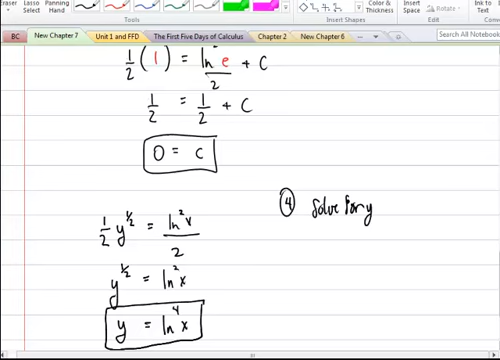 Eraser Lasso Select Panning Hand
Insert Space Color & Thickness Rotate
Tools Insert Shapes Edit
BC New Chapter 7 Unit 1 and FFD The First Five Days of Calculus Chapter 2 New Chapter 6 Search All Notebooks
1/2 (1) = ln² e / 2 + C
1/2 = 1/2 + C
0 = C
④ Solve for y
1/2 y^1/2 = ln² x / 2
y^1/2 = ln² x
y = ln⁴ x